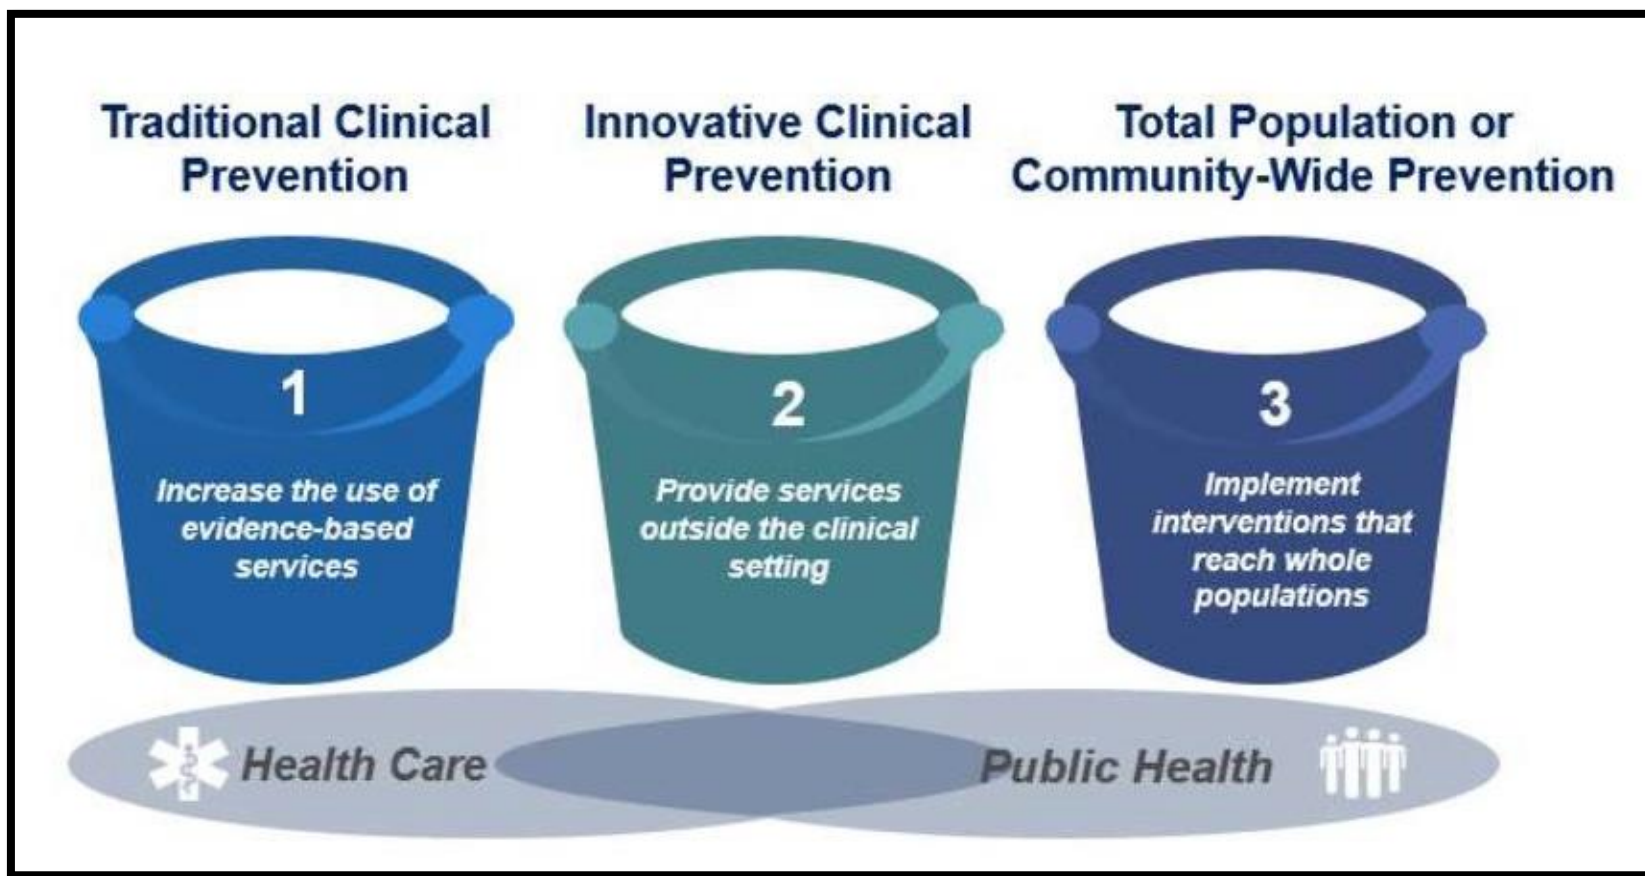 Traditional Clinical
Prevention
Innovative Clinical
Prevention
Total Population or
Community-Wide Prevention
1
Increase the use of
evidence-based
services
2
Provide services
outside the clinical
setting
3
Implement
interventions that
reach whole
populations
Health Care
Public Health